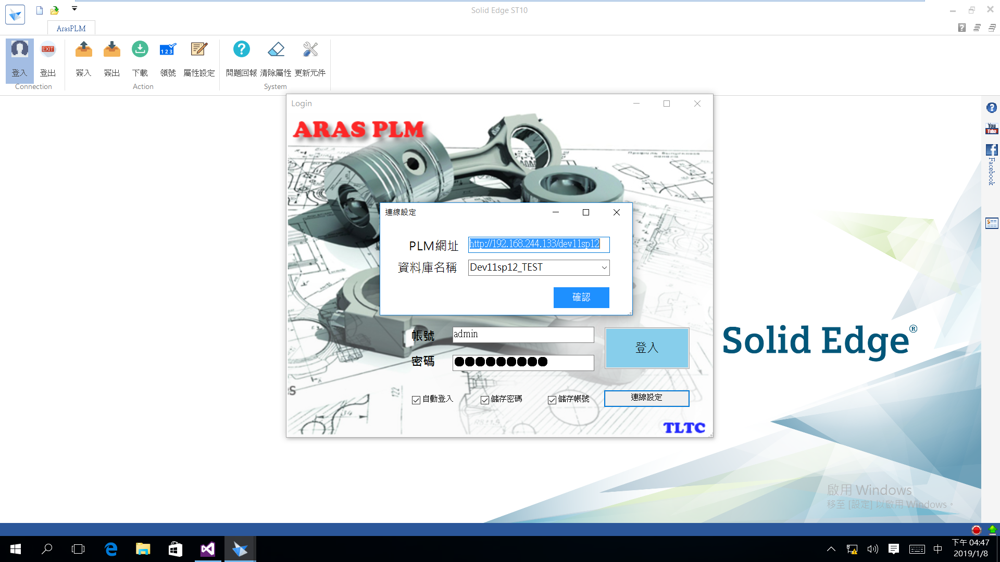 Solid Edge ST10
ArasPLM
EXIT
登入
登出
Connection
簽入
簽出
下載
123
領號
屬性設定
Action
問題回報
清除屬性
更新元件
System
Login
ARAS PLM
連線設定
PLM網址
http://192.168.244.133/dev11sp12
資料庫名稱
Dev11sp12_TEST
確認
帳號
admin
密碼
登入
自動登入
儲存密碼
儲存帳號
連線設定
TLTC
You
Tube
Facebook
Solid Edge®
啟用 Windows
移至 [設定] 以啟用 Windows。
中
下午 04:47
2019/1/8